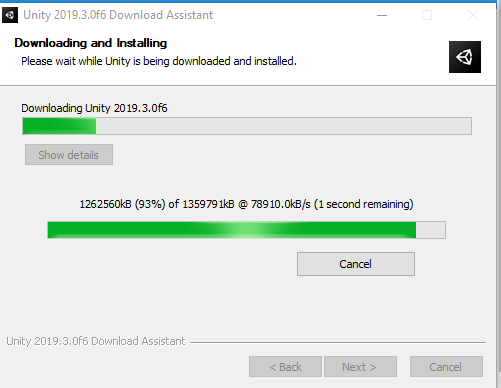 Unity 2019.3.0f6 Download Assistant
Downloading and Installing
Please wait while Unity is being downloaded and installed.
Downloading Unity 2019.3.0f6
Show details
1262560kB (93%) of 1359791kB @ 78910.0kB/s (1 second remaining)
Cancel
Unity 2019.3.0f6 Download Assistant
< Back Next > Cancel